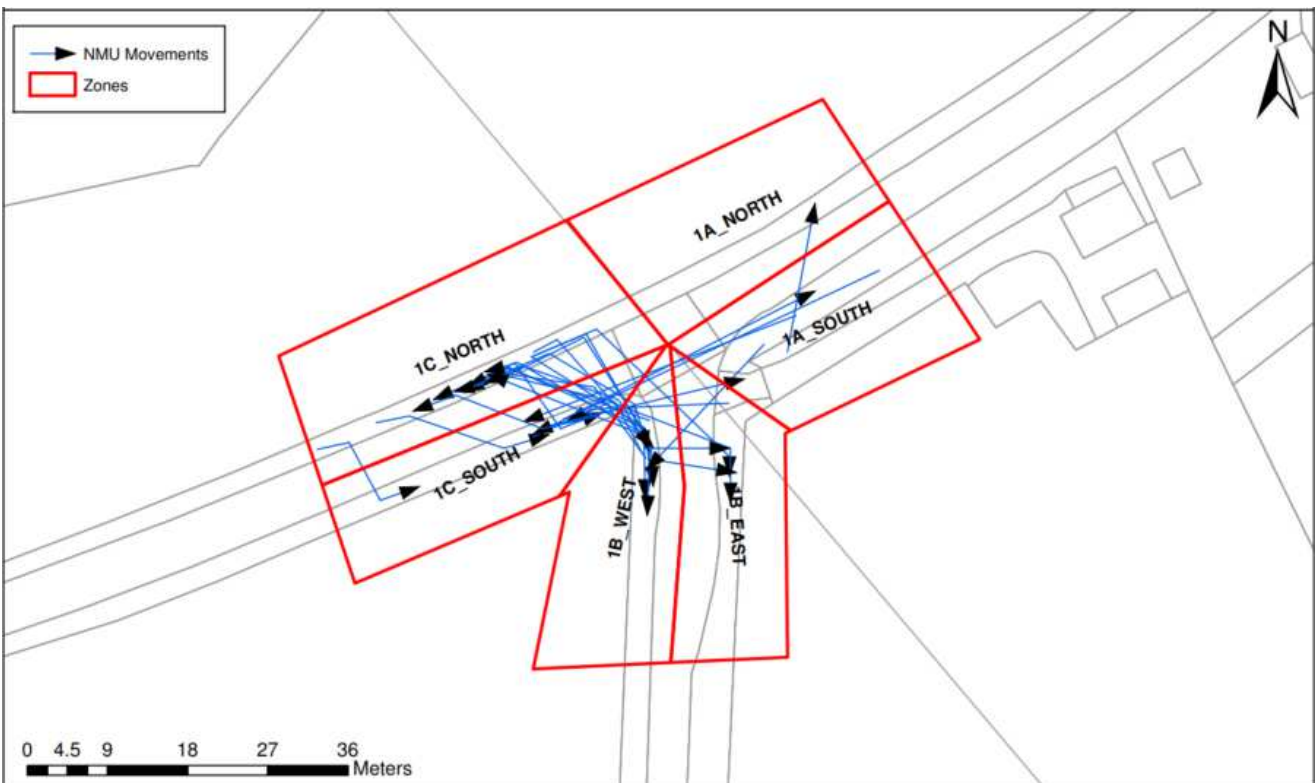 NMU Movements
Zones
N
1A_NORTH
1A_SOUTH
1C_NORTH
1C_SOUTH
1B_WEST
1B_EAST
0 4.5 9 18 27 36
Meters